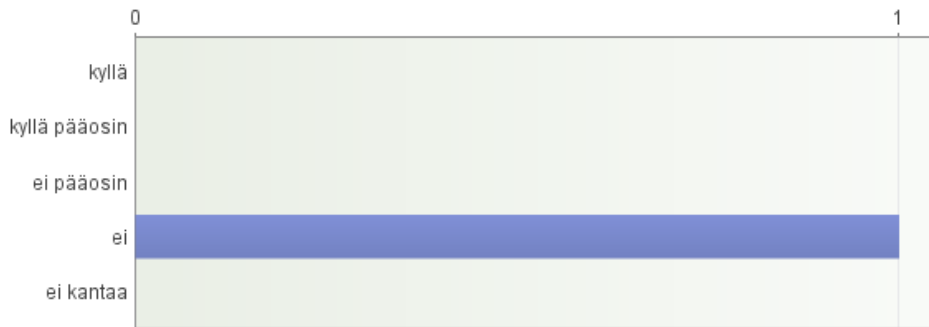 0 1
kyllä
kyllä pääosin
ei pääosin
ei
ei kantaa